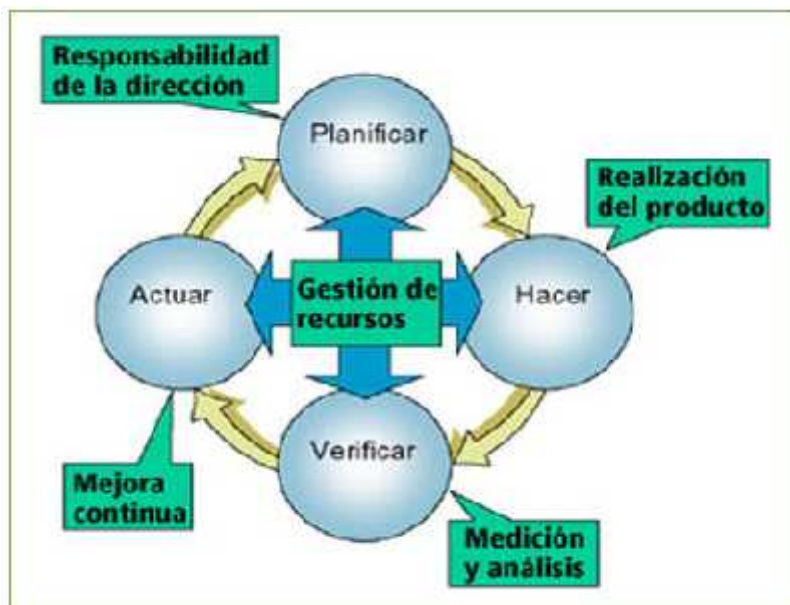 Responsabilidad
de la dirección
Planificar
Realización
del producto
Actuar
Gestión de
recursos
Hacer
Verificar
Mejora
continua
Medición
y análisis